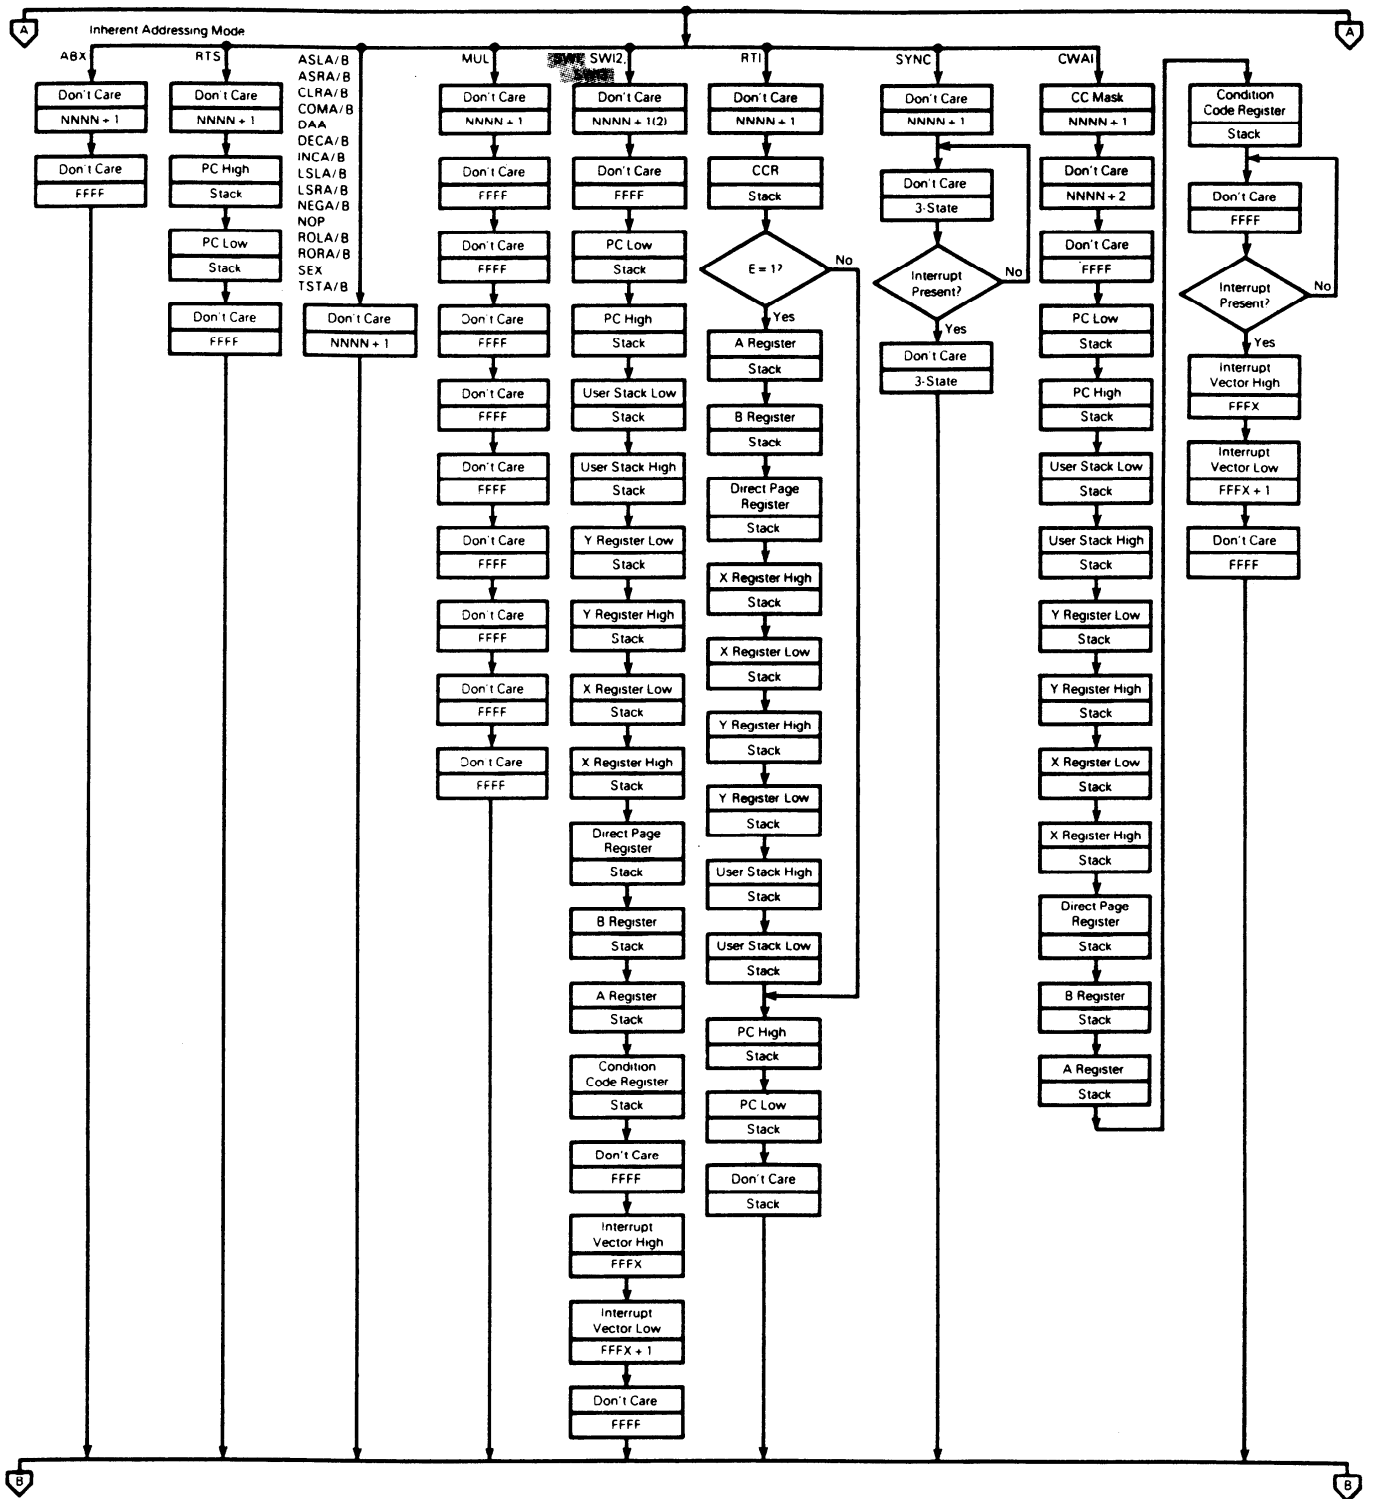 A
A
Inherent Addressing Mode
ABX
Don't Care
NNNN + 1
Don't Care
FFFF
RTS
Don't Care
NNNN + 1
PC High
Stack
PC Low
Stack
Don't Care
FFFF
ASLA/B
ASRA/B
CLRA/B
COMA/B
DAA
DECA/B
INCA/B
LSLA/B
LSRA/B
NEGA/B
NOP
ROLA/B
RORA/B
SEX
TSTA/B
Don't Care
NNNN + 1
MUL
Don't Care
NNNN + 1
Don't Care
FFFF
Don't Care
FFFF
Don't Care
FFFF
Don't Care
FFFF
Don't Care
FFFF
Don't Care
FFFF
Don't Care
FFFF
Don't Care
FFFF
Don't Care
FFFF
SWI, SWI2,
SWI3
Don't Care
NNNN + 1(2)
Don't Care
FFFF
PC Low
Stack
PC High
Stack
User Stack Low
Stack
User Stack High
Stack
Y Register Low
Stack
Y Register High
Stack
X Register Low
Stack
X Register High
Stack
Direct Page
Register
Stack
B Register
Stack
A Register
Stack
Condition
Code Register
Stack
Don't Care
FFFF
Interrupt
Vector High
FFFX
Interrupt
Vector Low
FFFX + 1
Don't Care
FFFF
RTI
Don't Care
NNNN + 1
CCR
Stack
E = 1?
No
Yes
A Register
Stack
B Register
Stack
Direct Page
Register
Stack
X Register High
Stack
X Register Low
Stack
Y Register High
Stack
Y Register Low
Stack
User Stack High
Stack
User Stack Low
Stack
PC High
Stack
PC Low
Stack
Don't Care
Stack
SYNC
Don't Care
NNNN + 1
Don't Care
3-State
Interrupt
Present?
No
Yes
Don't Care
3-State
CWAI
CC Mask
NNNN + 1
Don't Care
NNNN + 2
Don't Care
FFFF
PC Low
Stack
PC High
Stack
User Stack Low
Stack
User Stack High
Stack
Y Register Low
Stack
Y Register High
Stack
X Register Low
Stack
X Register High
Stack
Direct Page
Register
Stack
B Register
Stack
A Register
Stack
Condition
Code Register
Stack
Don't Care
FFFF
Interrupt
Present?
No
Yes
Interrupt
Vector High
FFFX
Interrupt
Vector Low
FFFX + 1
Don't Care
FFFF
B
B